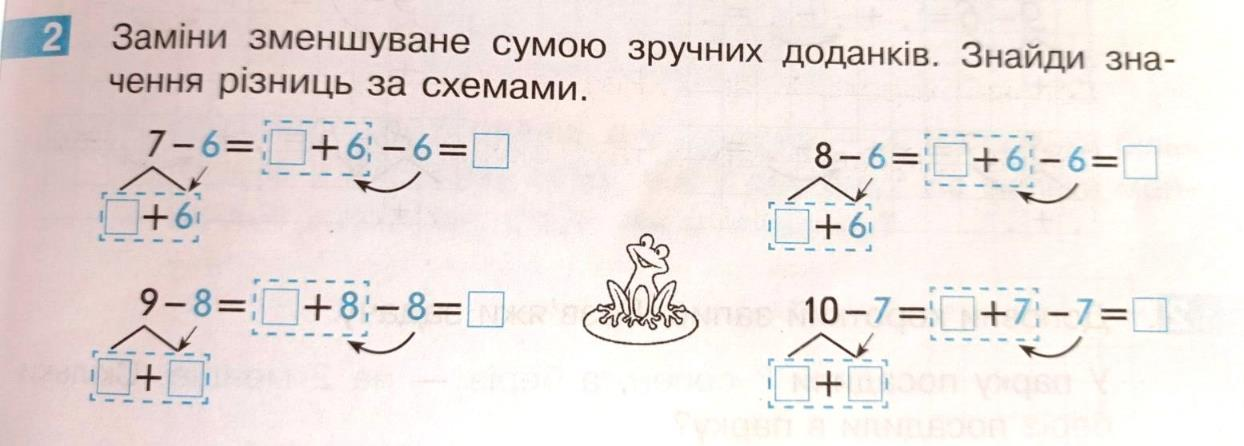 2 Заміни зменшуване сумою зручних доданків. Знайди зна-
чення різниць за схемами.
7 − 6 = □ + 6 − 6 = □
□ + 6
8 − 6 = □ + 6 − 6 = □
□ + 6
9 − 8 = □ + 8 − 8 = □
□ + □
10 − 7 = □ + 7 − 7 = □
□ + □